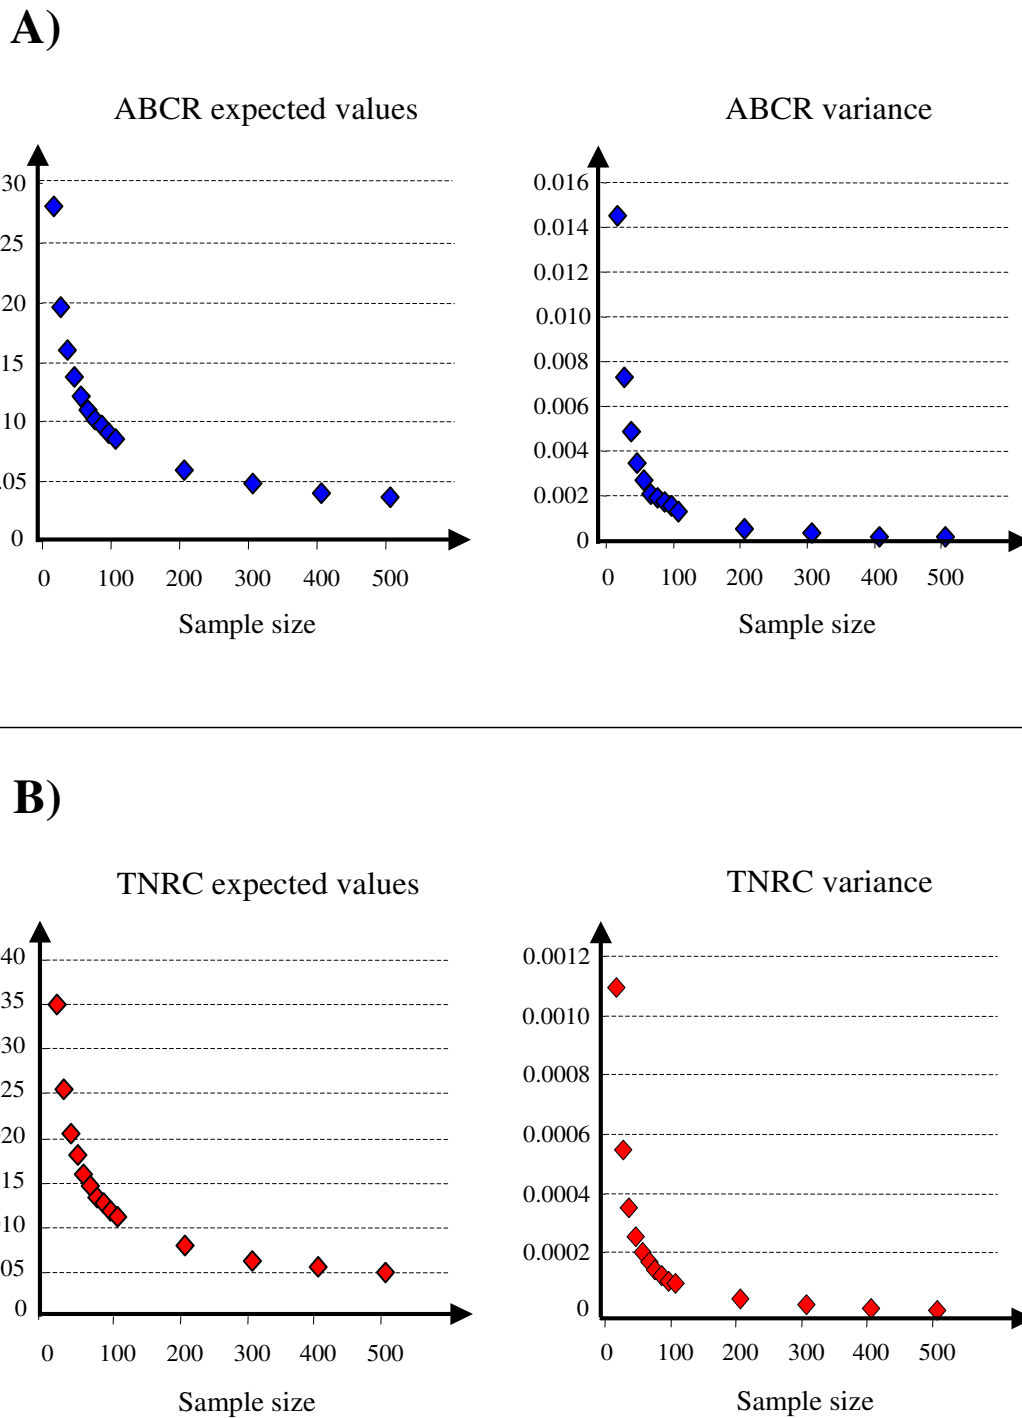 A)
ABCR expected values
30
25
20
15
10
.05
0
0 100 200 300 400 500
Sample size
ABCR variance
0.016
0.014
0.012
0.010
0.008
0.006
0.004
0.002
0
0 100 200 300 400 500
Sample size
B)
TNRC expected values
40
35
30
25
20
15
10
05
0
0 100 200 300 400 500
Sample size
TNRC variance
0.0012
0.0010
0.0008
0.0006
0.0004
0.0002
0
0 100 200 300 400 500
Sample size